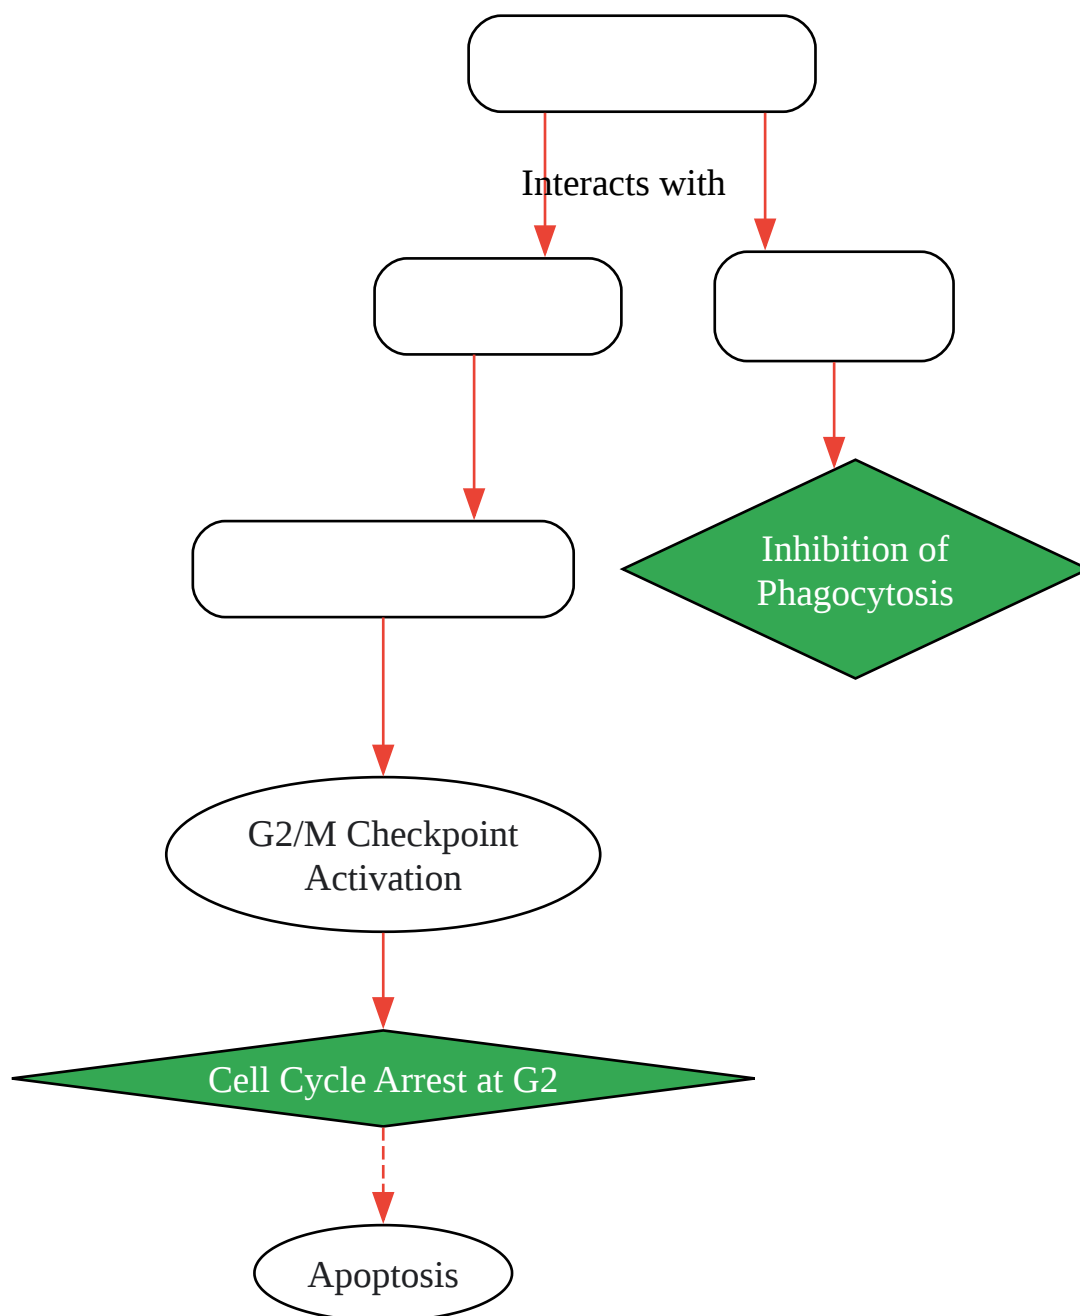 Interacts with
Inhibition of
Phagocytosis
G2/M Checkpoint
Activation
Cell Cycle Arrest at G2
Apoptosis